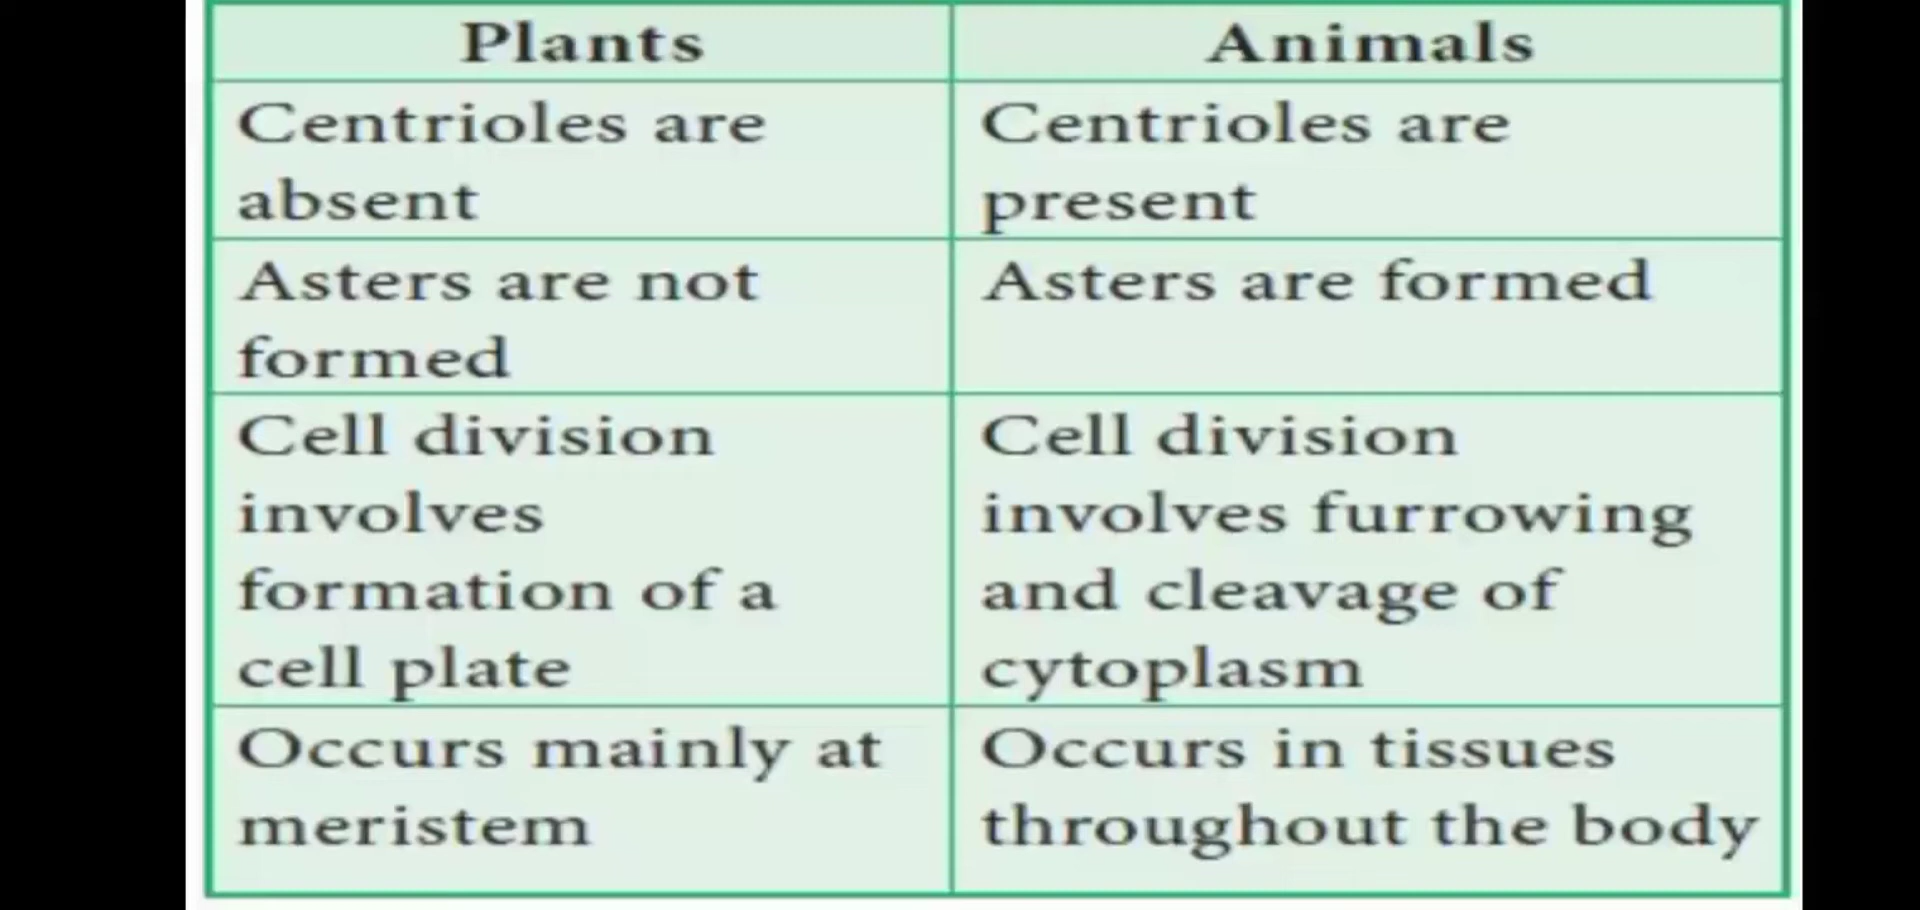 Plants
Animals
Centrioles are
absent
Centrioles are
present
Asters are not
formed
Asters are formed
Cell division
involves
formation of a
cell plate
Cell division
involves furrowing
and cleavage of
cytoplasm
Occurs mainly at
meristem
Occurs in tissues
throughout the body